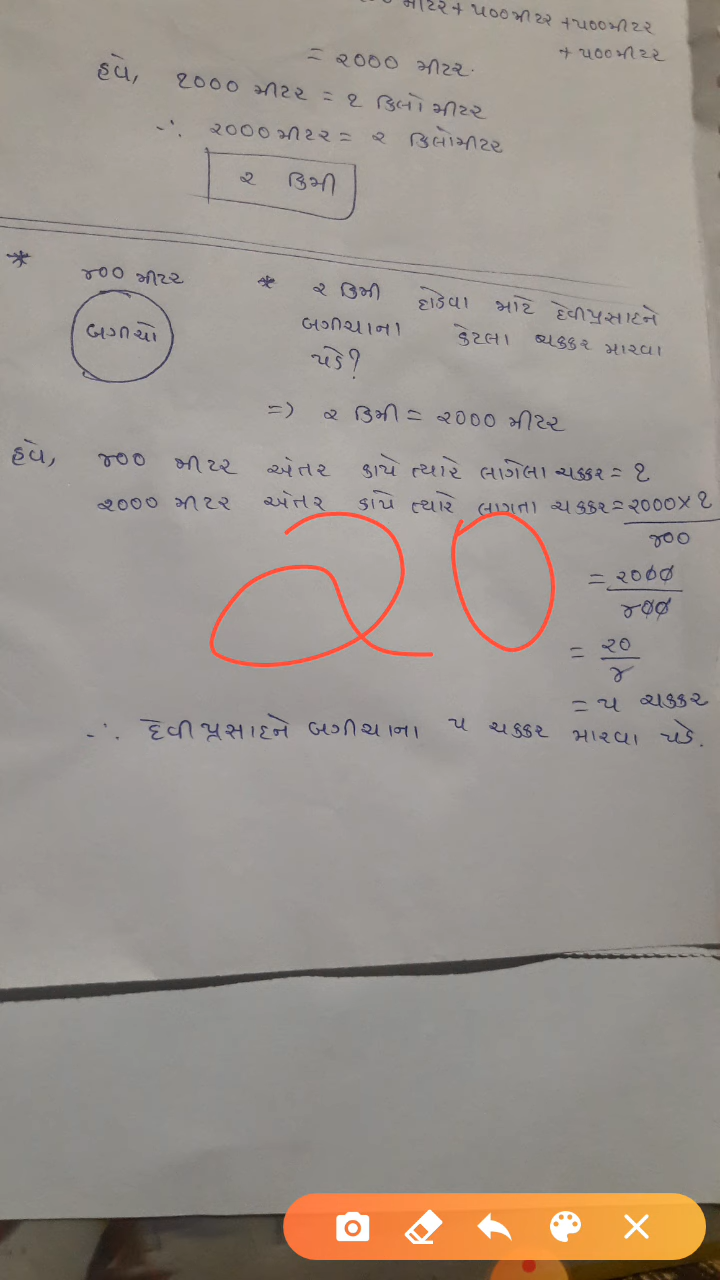 મીટર + ૫૦૦મીટર + ૫૦૦મીટર
+ ૫૦૦મીટર
= ૨૦૦૦ મીટર.
હવે, ૧૦૦૦ મીટર = ૧ કિલો મીટર
∴ ૨૦૦૦મીટર = ૨ કિલોમીટર
૨ કિમી
* ૪૦૦ મીટર
બગીચો
* ૨ કિમી દોડવા માટે દેવીપ્રસાદને
બગીચાના કેટલા ચક્કર મારવા
પડે?
=> ૨ કિમી = ૨૦૦૦ મીટર
હવે, ૪૦૦ મીટર અંતર કાપે ત્યારે લાગેલા ચક્કર = ૧
૨૦૦૦ મીટર અંતર કાપે ત્યારે લાગતા ચક્કર = ૨૦૦૦ × ૧
૪૦૦
= ૨૦૦૦
૪૦૦
20
= ૨૦
૪
= ૫ ચક્કર
∴ દેવીપ્રસાદને બગીચાના ૫ ચક્કર મારવા પડે.